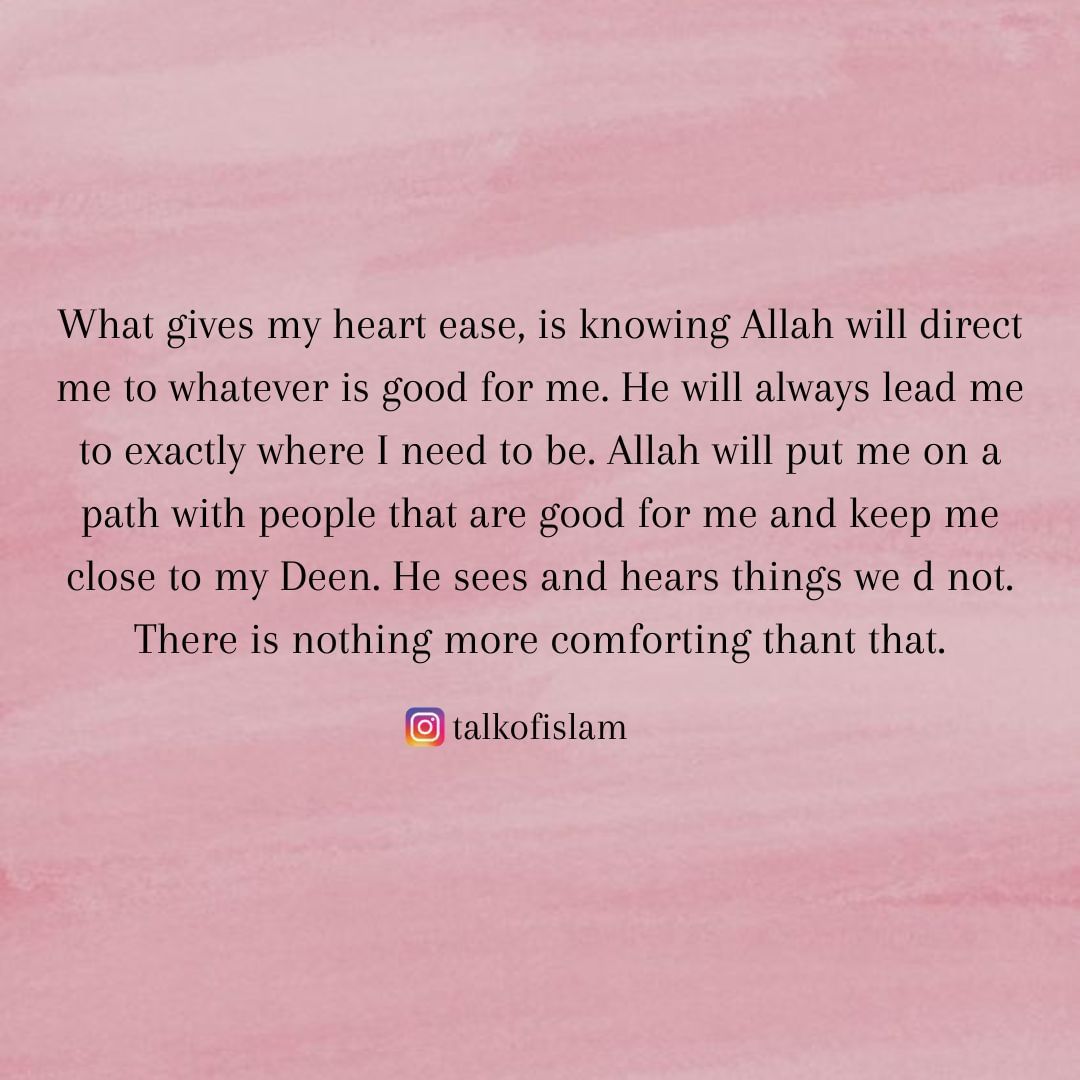 What gives my heart ease, is knowing Allah will direct
me to whatever is good for me. He will always lead me
to exactly where I need to be. Allah will put me on a
path with people that are good for me and keep me
close to my Deen. He sees and hears things we d not.
There is nothing more comforting thant that.
talkofislam